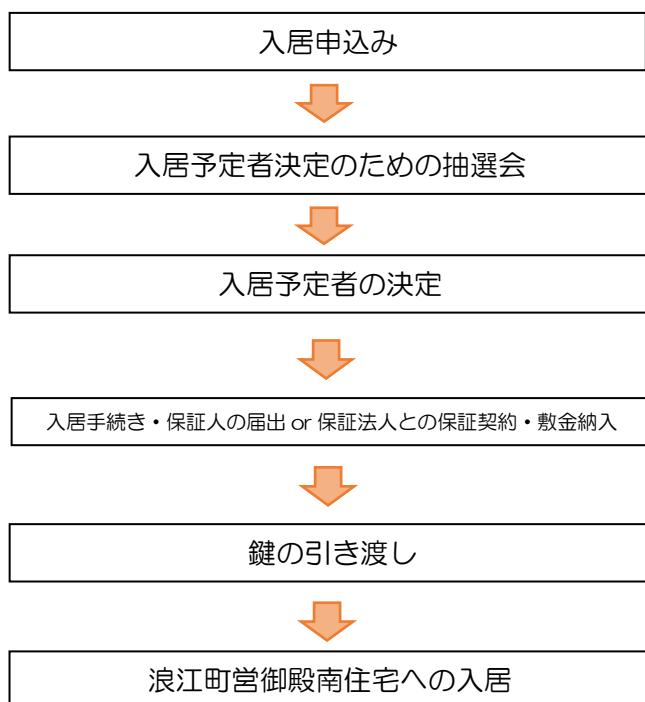 入居申込み
入居予定者決定のための抽選会
入居予定者の決定
入居手続き・保証人の届出 or 保証法人との保証契約・敷金納入
鍵の引き渡し
浪江町営御殿南住宅への入居